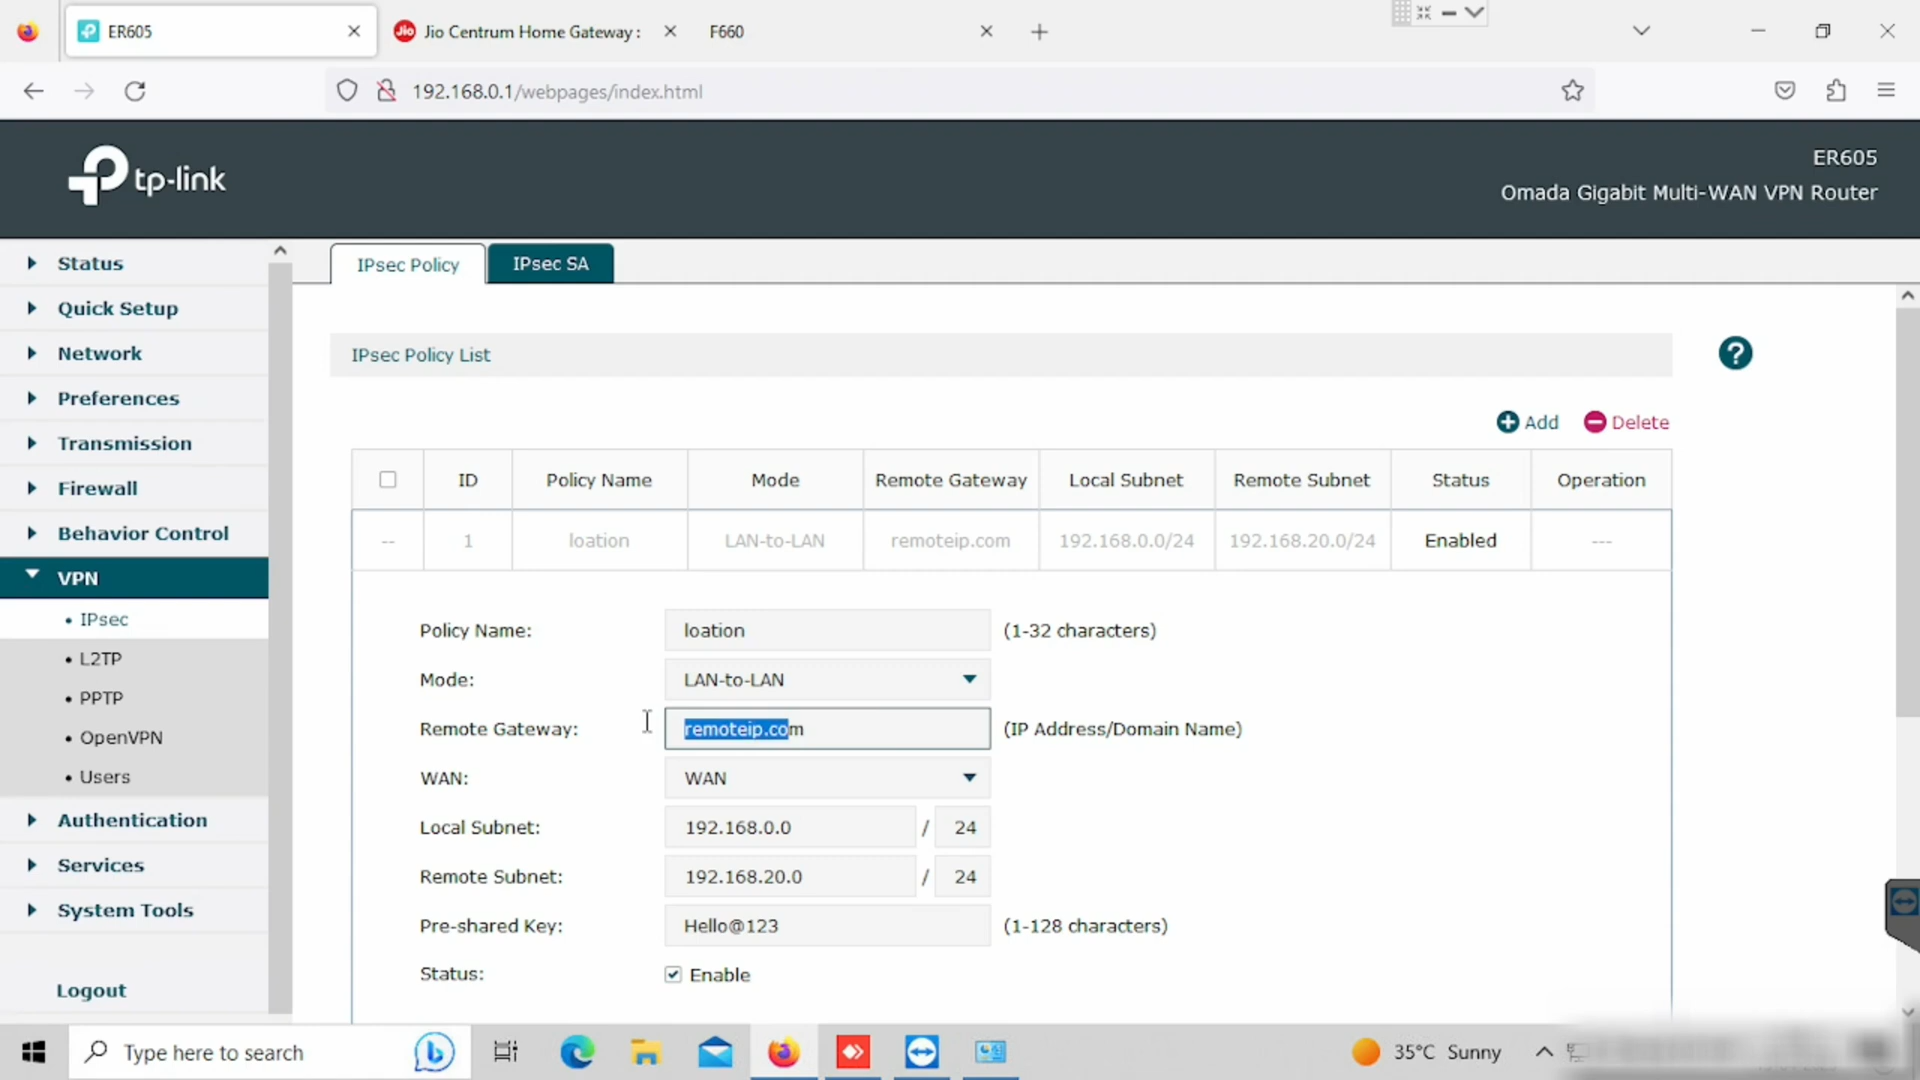 ER605
Jio Centrum Home Gateway :
F660
192.168.0.1/webpages/index.html
tp-link
ER605
Omada Gigabit Multi-WAN VPN Router
Status
Quick Setup
Network
Preferences
Transmission
Firewall
Behavior Control
VPN
• IPsec
• L2TP
• PPTP
• OpenVPN
• Users
Authentication
Services
System Tools
Logout
IPsec Policy
IPsec SA
IPsec Policy List
Add
Delete
ID Policy Name Mode Remote Gateway Local Subnet Remote Subnet Status Operation
-- 1 loation LAN-to-LAN remoteip.com 192.168.0.0/24 192.168.20.0/24 Enabled ---
Policy Name: loation (1-32 characters)
Mode: LAN-to-LAN
Remote Gateway: remoteip.com (IP Address/Domain Name)
WAN: WAN
Local Subnet: 192.168.0.0 / 24
Remote Subnet: 192.168.20.0 / 24
Pre-shared Key: Hello@123 (1-128 characters)
Status: Enable
Type here to search
35°C Sunny